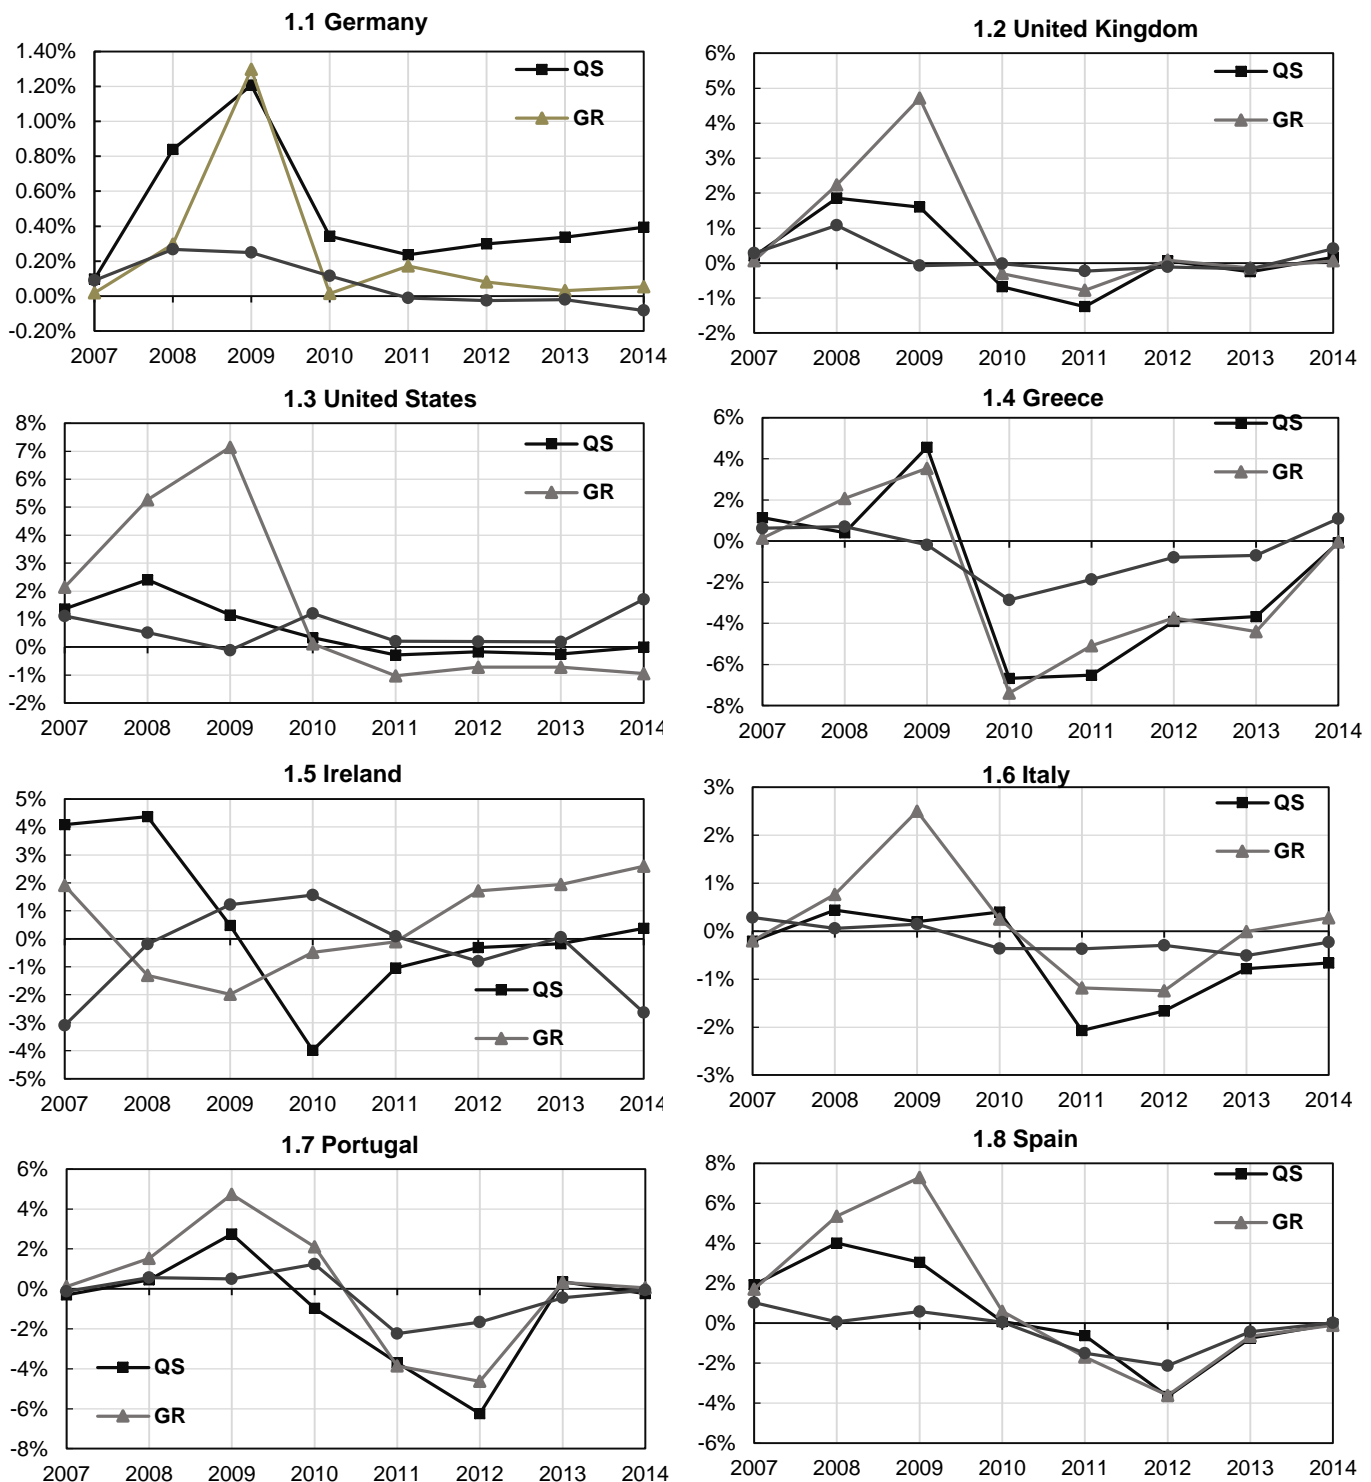 1.1 Germany
1.40%
1.20%
1.00%
0.80%
0.60%
0.40%
0.20%
0.00%
-0.20%
QS
GR
2007 2008 2009 2010 2011 2012 2013 2014
1.2 United Kingdom
6%
5%
4%
3%
2%
1%
0%
-1%
-2%
QS
GR
2007 2008 2009 2010 2011 2012 2013 2014
1.3 United States
8%
7%
6%
5%
4%
3%
2%
1%
0%
-1%
-2%
QS
GR
2007 2008 2009 2010 2011 2012 2013 2014
1.4 Greece
6%
4%
2%
0%
-2%
-4%
-6%
-8%
QS
GR
2007 2008 2009 2010 2011 2012 2013 2014
1.5 Ireland
5%
4%
3%
2%
1%
0%
-1%
-2%
-3%
-4%
-5%
QS
GR
2007 2008 2009 2010 2011 2012 2013 2014
1.6 Italy
3%
2%
1%
0%
-1%
-2%
-3%
QS
GR
2007 2008 2009 2010 2011 2012 2013 2014
1.7 Portugal
6%
4%
2%
0%
-2%
-4%
-6%
-8%
QS
GR
2007 2008 2009 2010 2011 2012 2013 2014
1.8 Spain
8%
6%
4%
2%
0%
-2%
-4%
-6%
QS
GR
2007 2008 2009 2010 2011 2012 2013 2014